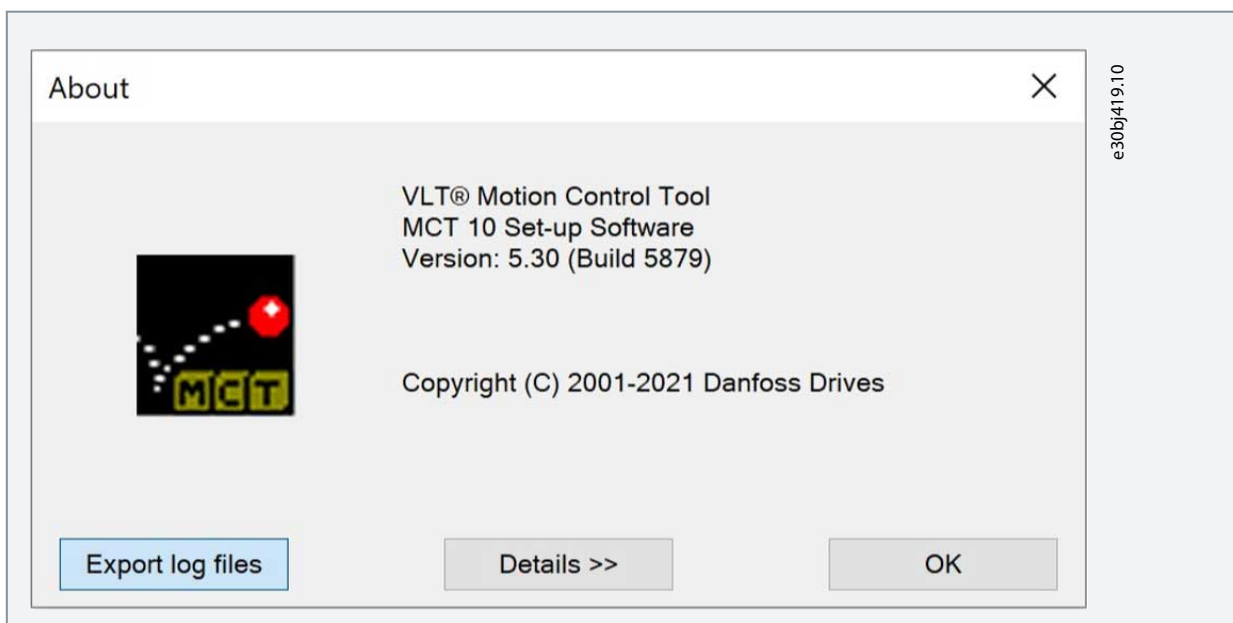 About
e30bj419.10
VLT® Motion Control Tool
MCT 10 Set-up Software
Version: 5.30 (Build 5879)
MCT
Copyright (C) 2001-2021 Danfoss Drives
Export log files
Details >>
OK